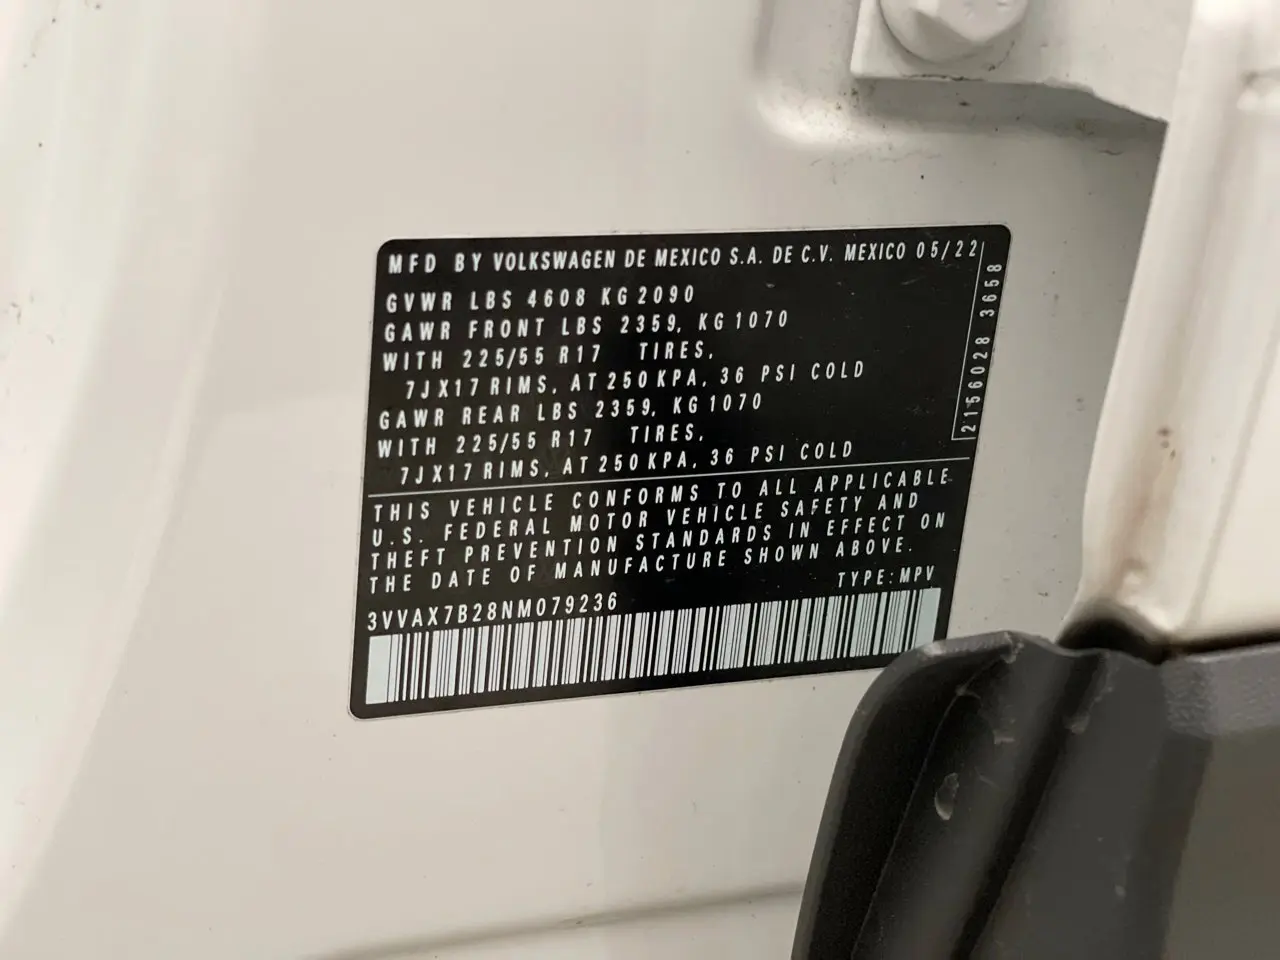 MFD BY VOLKSWAGEN DE MEXICO S.A. DE C.V. MEXICO 05/22
GVWR LBS 4608 KG 2090
GAWR FRONT LBS 2359, KG 1070
WITH 225/55 R17 TIRES,
7JX17 RIMS, AT 250 KPA, 36 PSI COLD
GAWR REAR LBS 2359, KG 1070
WITH 225/55 R17 TIRES,
7JX17 RIMS, AT 250 KPA, 36 PSI COLD
2156028 3658
THIS VEHICLE CONFORMS TO ALL APPLICABLE
U.S. FEDERAL MOTOR VEHICLE SAFETY AND
THEFT PREVENTION STANDARDS IN EFFECT ON
THE DATE OF MANUFACTURE SHOWN ABOVE.
TYPE: MPV
3VVAX7B28NM079236